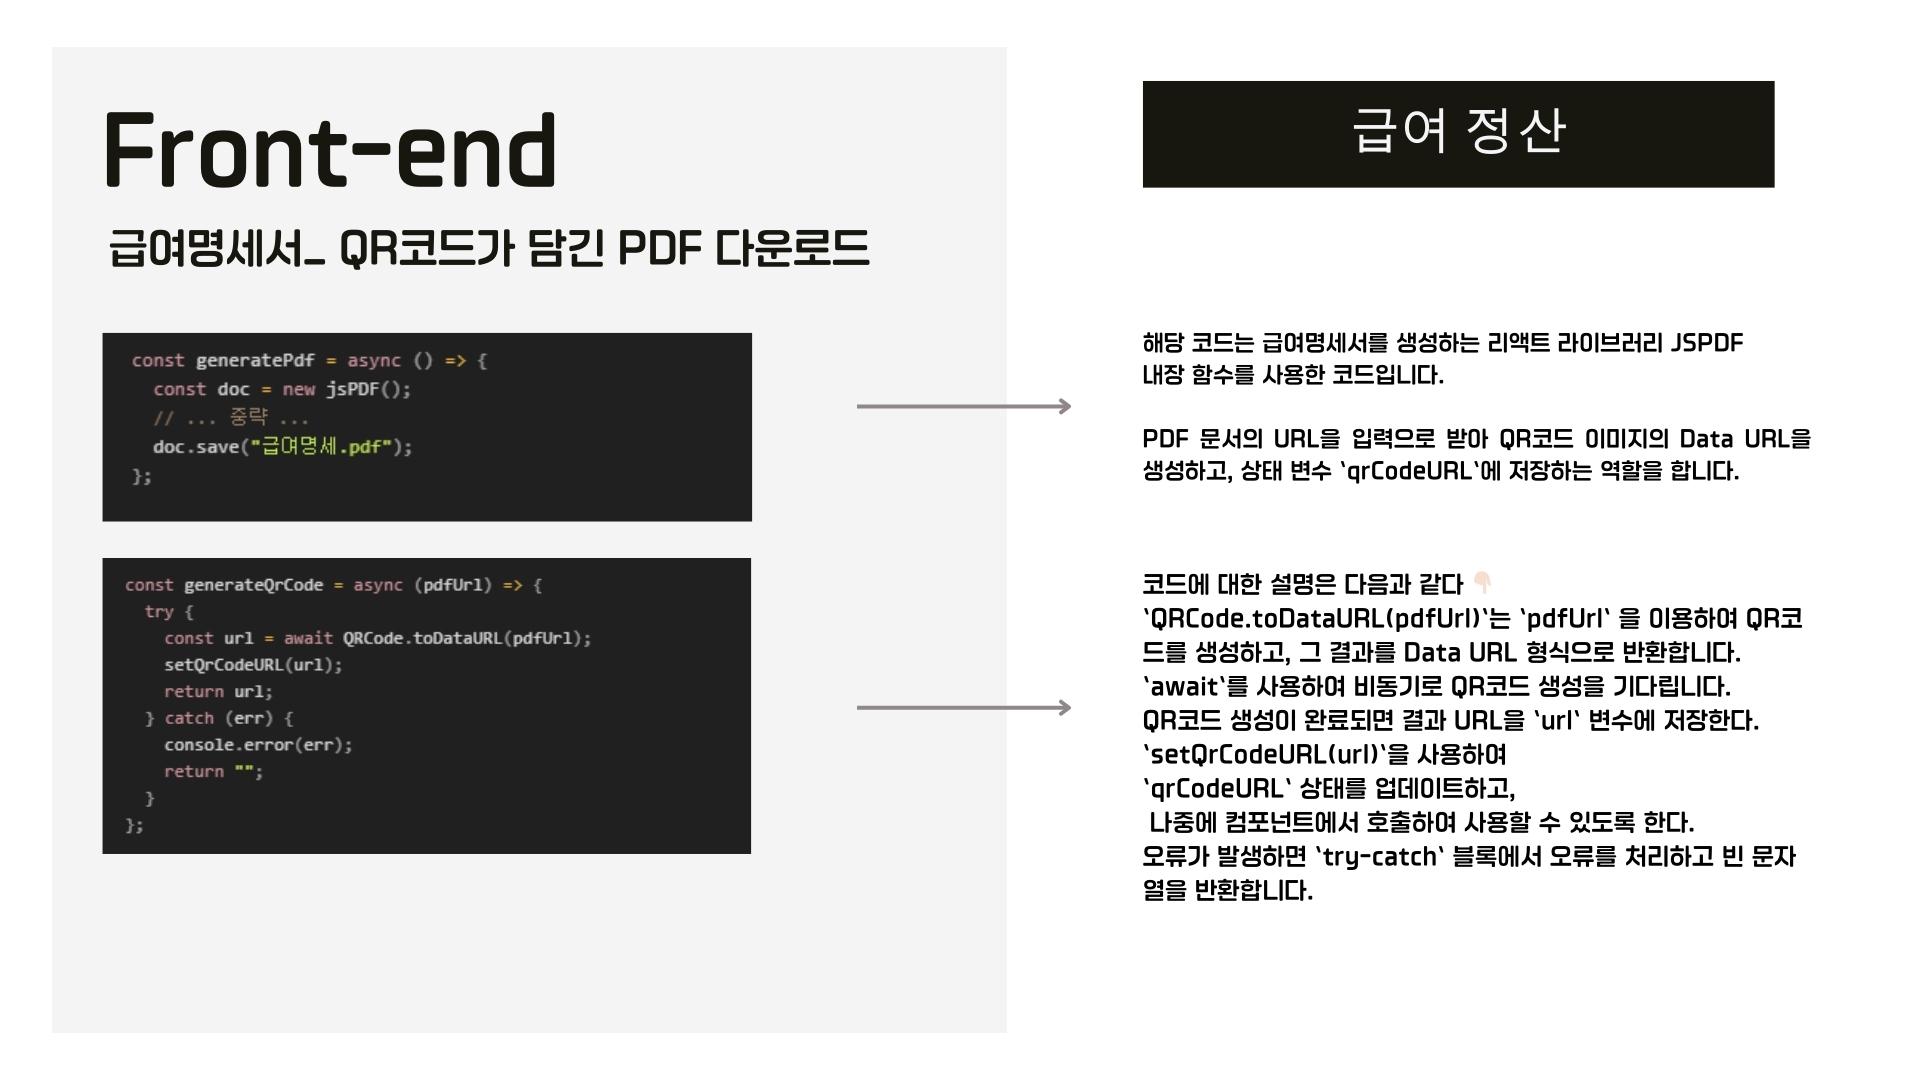 Front-end
급여명세서_ QR코드가 담긴 PDF 다운로드
const generatePdf = async () => {
const doc = new jsPDF();
// ... 중략 ...
doc.save("급여명세.pdf");
};
const generateQrCode = async (pdfUrl) => {
try {
const url = await QRCode.toDataURL(pdfUrl);
setQrCodeURL(url);
return url;
} catch (err) {
console.error(err);
return "";
}
};
급여 정산
해당 코드는 급여명세서를 생성하는 리액트 라이브러리 JSPDF
내장 함수를 사용한 코드입니다.
PDF 문서의 URL을 입력으로 받아 QR코드 이미지의 Data URL을
생성하고, 상태 변수 `qrCodeURL`에 저장하는 역할을 합니다.
코드에 대한 설명은 다음과 같다 👇🏻
`QRCode.toDataURL(pdfUrl)`는 `pdfUrl` 을 이용하여 QR코
드를 생성하고, 그 결과를 Data URL 형식으로 반환합니다.
`await`를 사용하여 비동기로 QR코드 생성을 기다립니다.
QR코드 생성이 완료되면 결과 URL을 `url` 변수에 저장한다.
`setQrCodeURL(url)`을 사용하여
`qrCodeURL` 상태를 업데이트하고,
나중에 컴포넌트에서 호출하여 사용할 수 있도록 한다.
오류가 발생하면 `try-catch` 블록에서 오류를 처리하고 빈 문자
열을 반환합니다.